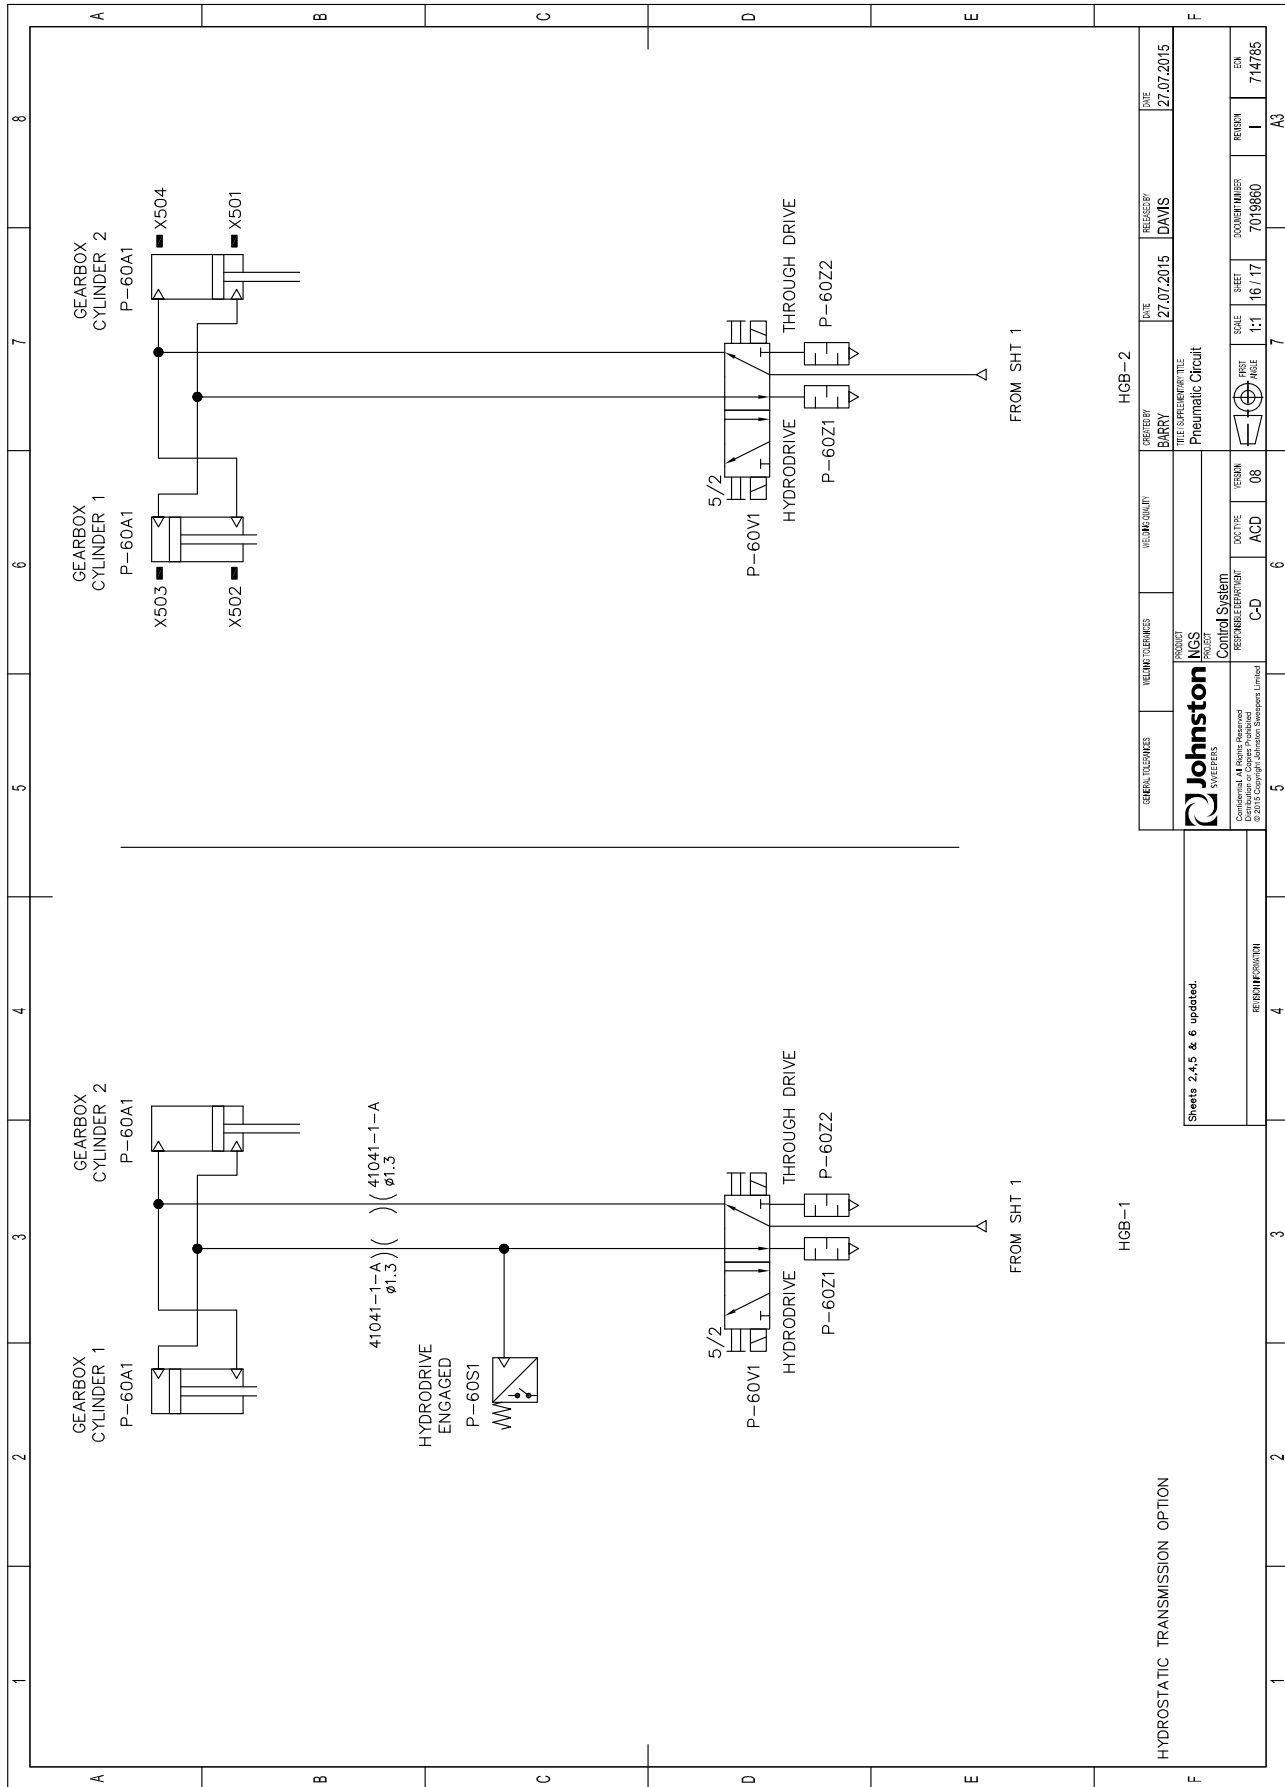 1
2
3
4
5
6
7
8
A
B
C
D
E
F
GEARBOX
CYLINDER 1
P-60A1
GEARBOX
CYLINDER 2
P-60A1
41041-1-A
ø1.3
41041-1-A
ø1.3
HYDRODRIVE
ENGAGED
P-60S1
5/2
P-60V1
HYDRODRIVE
THROUGH DRIVE
P-60Z1
P-60Z2
FROM SHT 1
HGB-1
HYDROSTATIC TRANSMISSION OPTION
GEARBOX
CYLINDER 1
P-60A1
X503
X502
GEARBOX
CYLINDER 2
P-60A1
X504
X501
5/2
P-60V1
HYDRODRIVE
THROUGH DRIVE
P-60Z1
P-60Z2
FROM SHT 1
HGB-2
Sheets 2,4,5 & 6 updated.
REVISION INFORMATION
GENERAL TOLERANCES
WELDING TOLERANCES
WELDING QUALITY
CREATED BY
BARRY
DATE
27.07.2015
RELEASED BY
DAVIS
DATE
27.07.2015
Johnston
SWEEPERS
PRODUCT
NGS
PROJECT
Control System
TITLE / SUPPLEMENTARY TITLE
Pneumatic Circuit
Confidential. All Rights Reserved
Distribution or Copies Prohibited
© 2015 Copyright Johnston Sweepers Limited
RESPONSIBLE DEPARTMENT
C-D
DOC TYPE
ACD
VERSION
08
FIRST
ANGLE
SCALE
1:1
SHEET
16 / 17
DOCUMENT NUMBER
7019860
REVISION
I
ECN
714785
1
2
3
4
5
6
7
A3
A
B
C
D
E
F